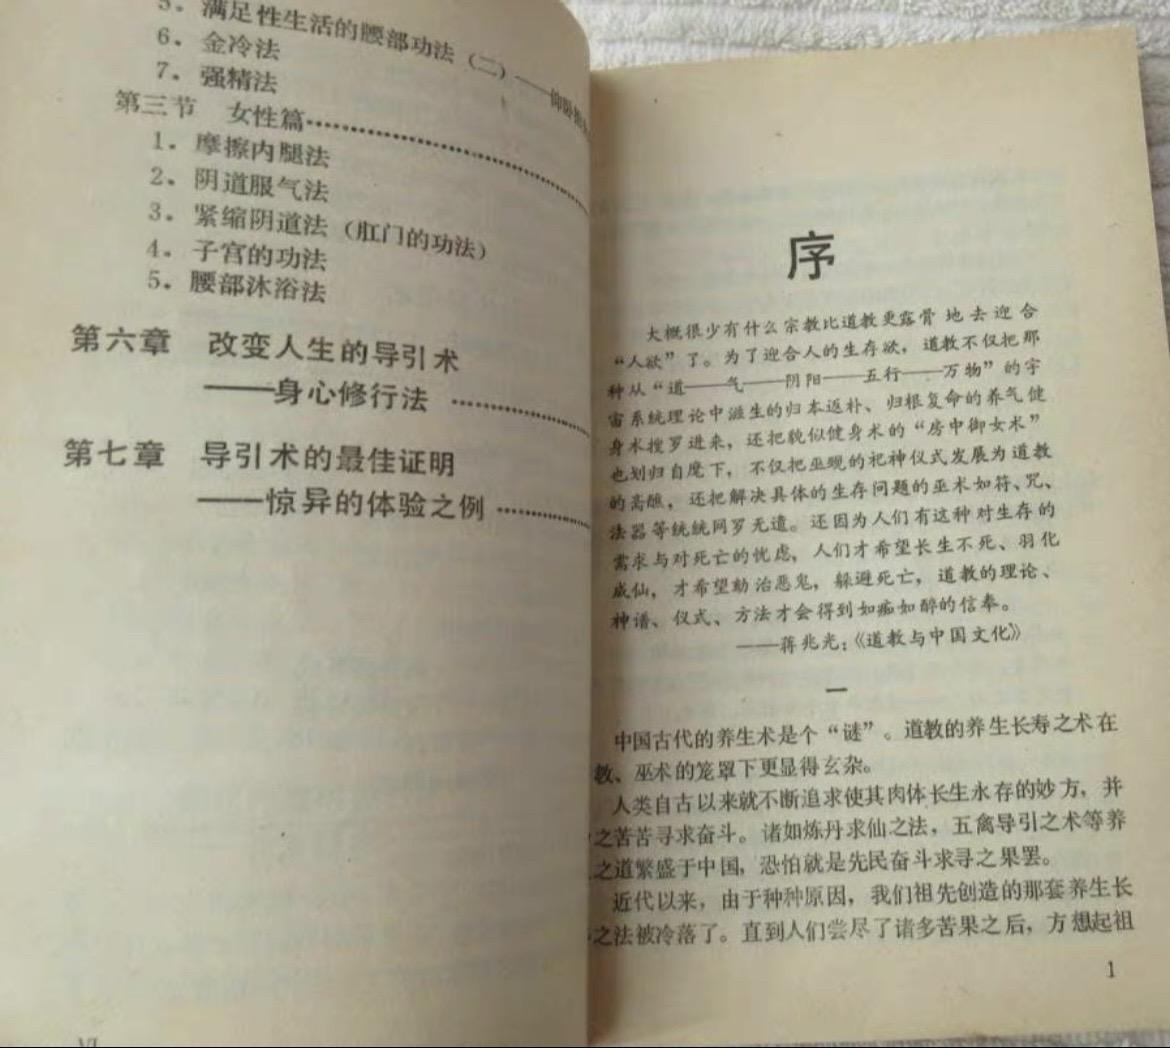 5. 满足性生活的腰部功法（二）——仰卧
6. 金冷法
7. 强精法
第三节 女性篇
1. 摩擦内腿法
2. 阴道服气法
3. 紧缩阴道法（肛门的功法）
4. 子宫的功法
5. 腰部沐浴法
第六章 改变人生的导引术
——身心修行法
第七章 导引术的最佳证明
——惊异的体验之例
VI
序
大概很少有什么宗教比道教更露骨地去迎合
“人欲”了。为了迎合人的生存欲，道教不仅把那
种从“道——气——阴阳——五行——万物”的宇
宙系统理论中滋生的归本返朴、归根复命的养气健
身术搜罗进来，还把貌似健身术的“房中御女术”
也划归自麾下，不仅把巫觋的祀神仪式发展为道教
的斋醮，还把解决具体的生存问题的巫术如符、咒、
法器等统统网罗无遗。还因为人们有这种对生存的
需求与对死亡的忧虑，人们才希望长生不死、羽化
成仙，才希望劾治恶鬼，躲避死亡，道教的理论、
神谱、仪式、方法才会得到如痴如醉的信奉。
——蒋兆光：《道教与中国文化》
一
中国古代的养生术是个“谜”。道教的养生长寿之术在
教、巫术的笼罩下更显得玄杂。
人类自古以来就不断追求使其肉体长生永存的妙方，并
之苦苦寻求奋斗。诸如炼丹求仙之法，五禽导引之术等养
之道繁盛于中国，恐怕就是先民奋斗求寻之果罢。
近代以来，由于种种原因，我们祖先创造的那套养生长
之法被冷落了。直到人们尝尽了诸多苦果之后，方想起祖
1